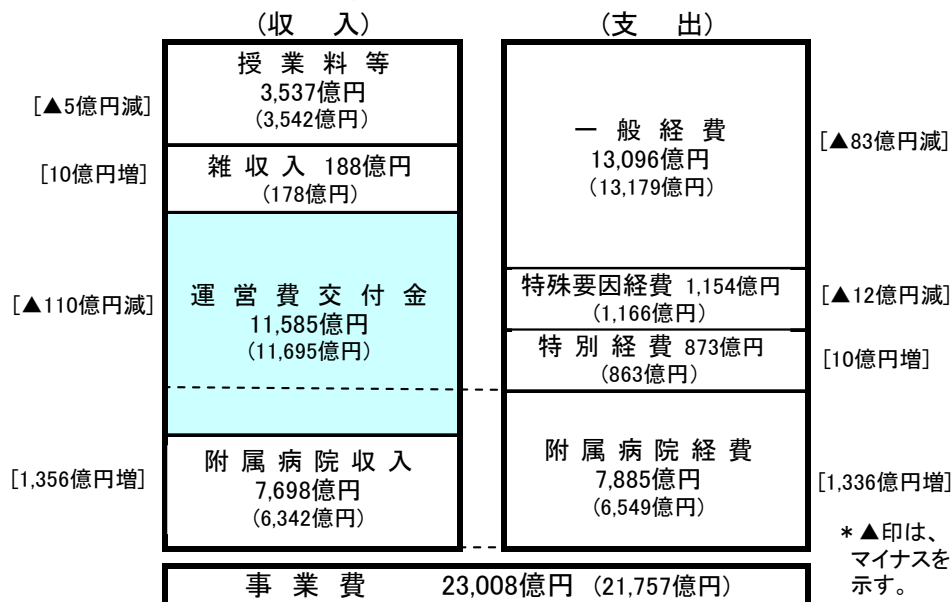 (収 入)
(支 出)
授 業 料 等
3,537億円
(3,542億円)
[▲5億円減]
雑 収 入 188億円
(178億円)
[10億円増]
運 営 費 交 付 金
11,585億円
(11,695億円)
[▲110億円減]
附 属 病 院 収 入
7,698億円
(6,342億円)
[1,356億円増]
一 般 経 費
13,096億円
(13,179億円)
[▲83億円減]
特殊要因経費 1,154億円
(1,166億円)
[▲12億円減]
特 別 経 費 873億円
(863億円)
[10億円増]
附 属 病 院 経 費
7,885億円
(6,549億円)
[1,336億円増]
* ▲印は、
マイナスを
示す。
事 業 費 23,008億円 (21,757億円)